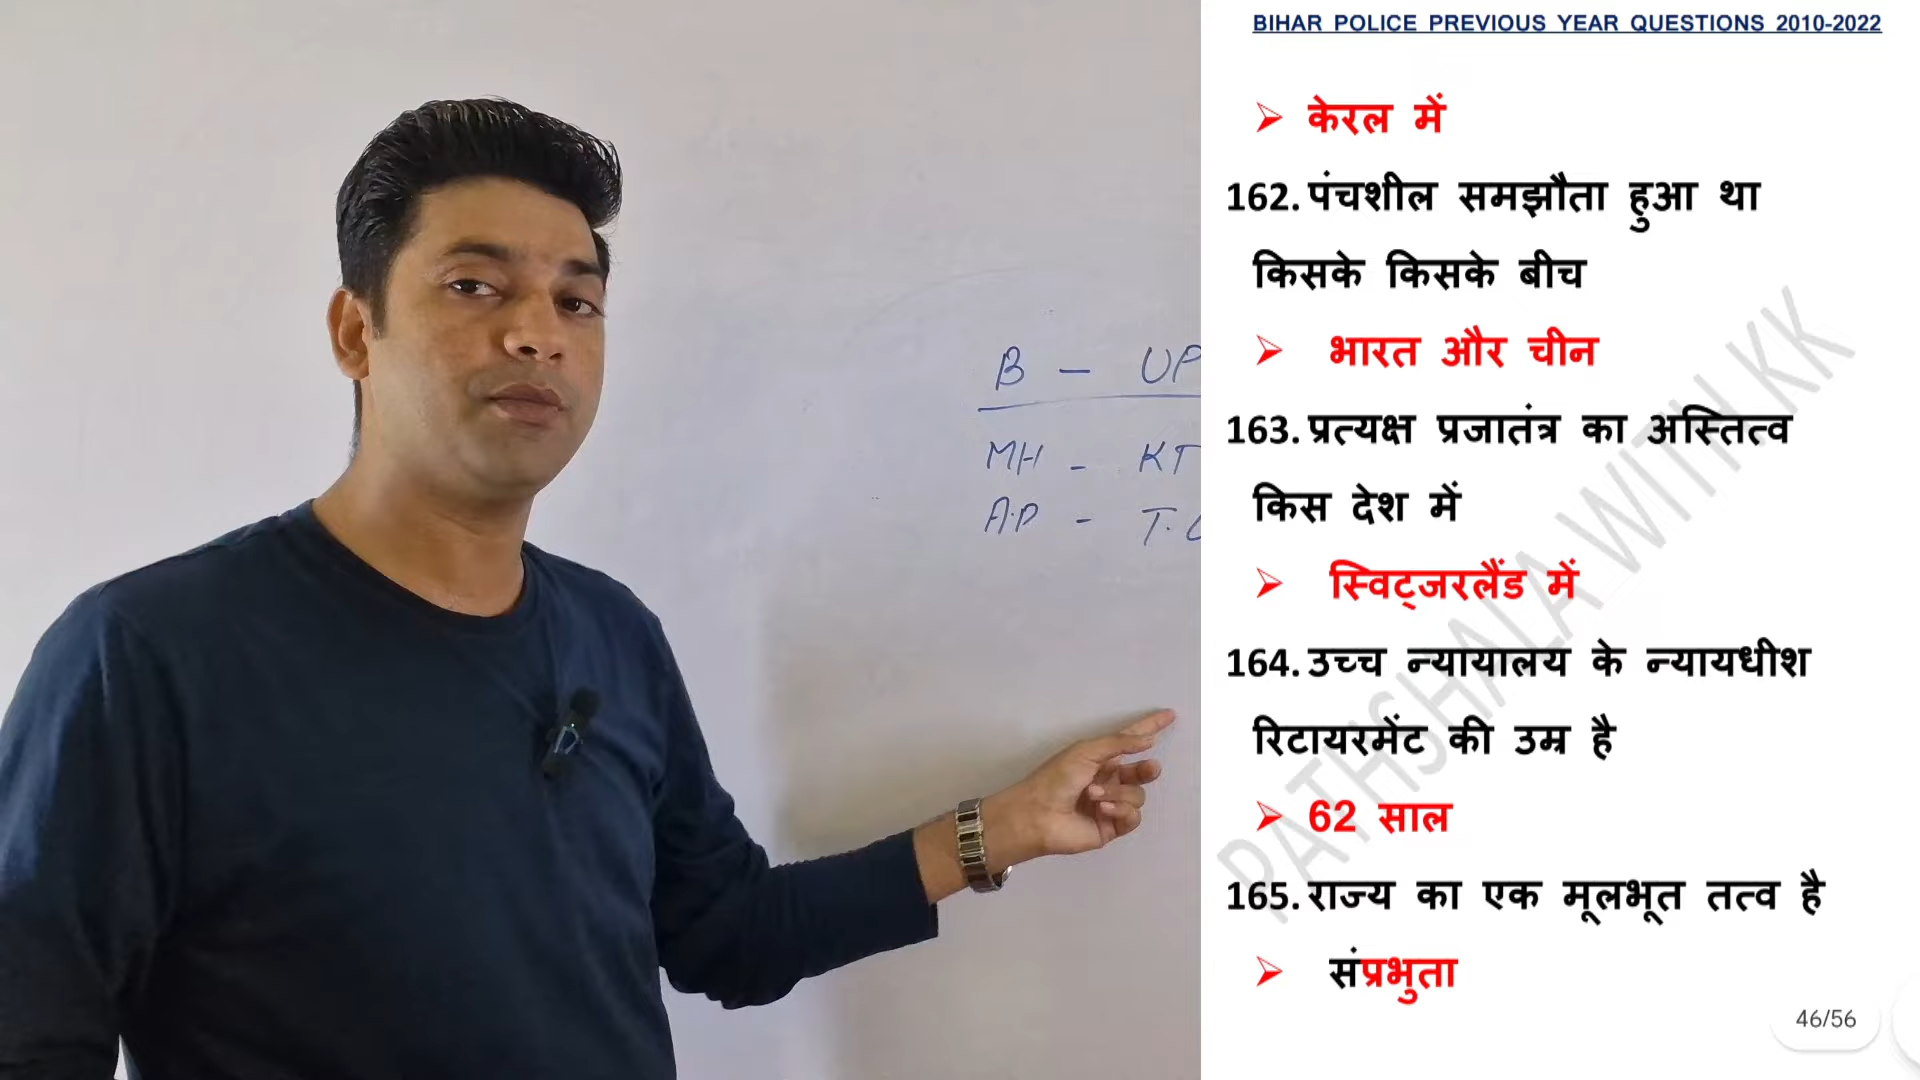 BIHAR POLICE PREVIOUS YEAR QUESTIONS 2010-2022
➢ केरल में
162. पंचशील समझौता हुआ था
किसके किसके बीच
➢ भारत और चीन
163. प्रत्यक्ष प्रजातंत्र का अस्तित्व
किस देश में
➢ स्विट्जरलैंड में
164. उच्च न्यायालय के न्यायधीश
रिटायरमेंट की उम्र है
➢ 62 साल
165. राज्य का एक मूलभूत तत्व है
➢ संप्रभुता
46/56
PATHSHALA WITH KK
B - UP
MH - KT
A.P - T.